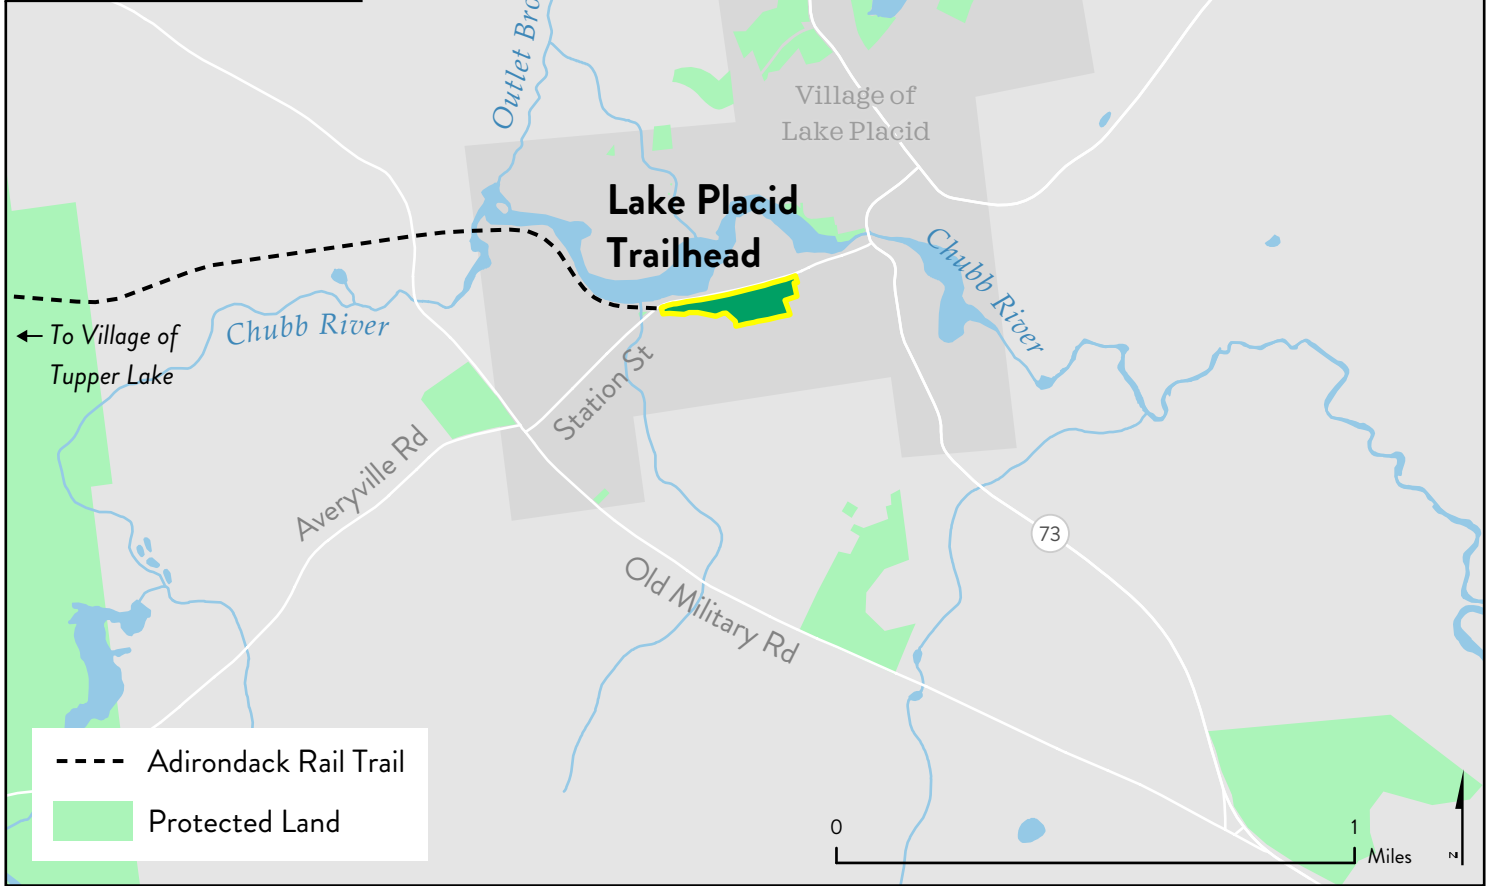 Outlet Bro
Village of
Lake Placid
Lake Placid
Trailhead
Chubb River
Chubb River
← To Village of
Tupper Lake
Station St
Averyville Rd
73
Old Military Rd
Adirondack Rail Trail
Protected Land
0 1
Miles
N